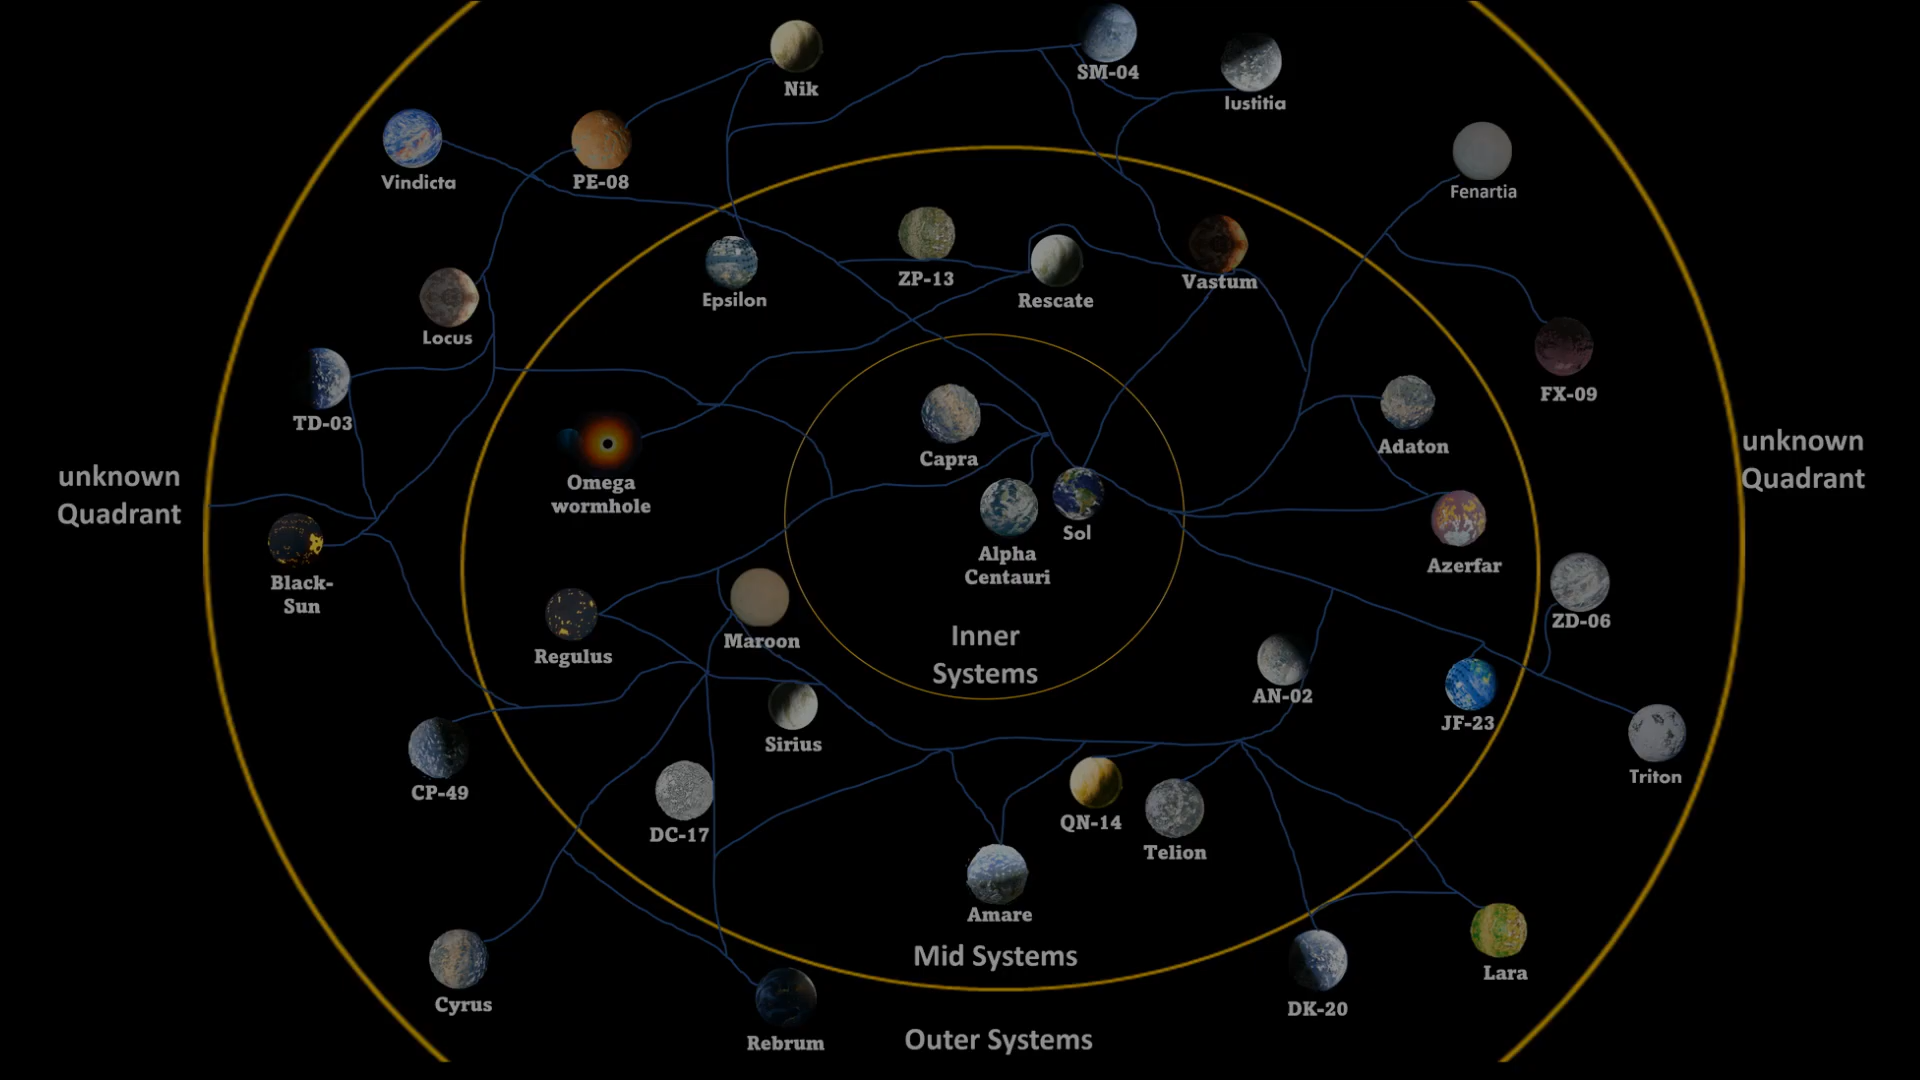 SM-04
Nik
Iustitia
Vindicta
PE-08
Fenartia
ZP-13
Vastum
Epsilon
Rescate
Locus
FX-09
TD-03
Adaton
Capra
unknown
Quadrant
unknown
Quadrant
Omega
wormhole
Sol
Alpha
Centauri
Azerfar
Black-
Sun
ZD-06
Maroon
Regulus
Inner
Systems
AN-02
JF-23
Sirius
Triton
CP-49
QN-14
DC-17
Telion
Amare
Mid Systems
Lara
Cyrus
DK-20
Rebrum
Outer Systems